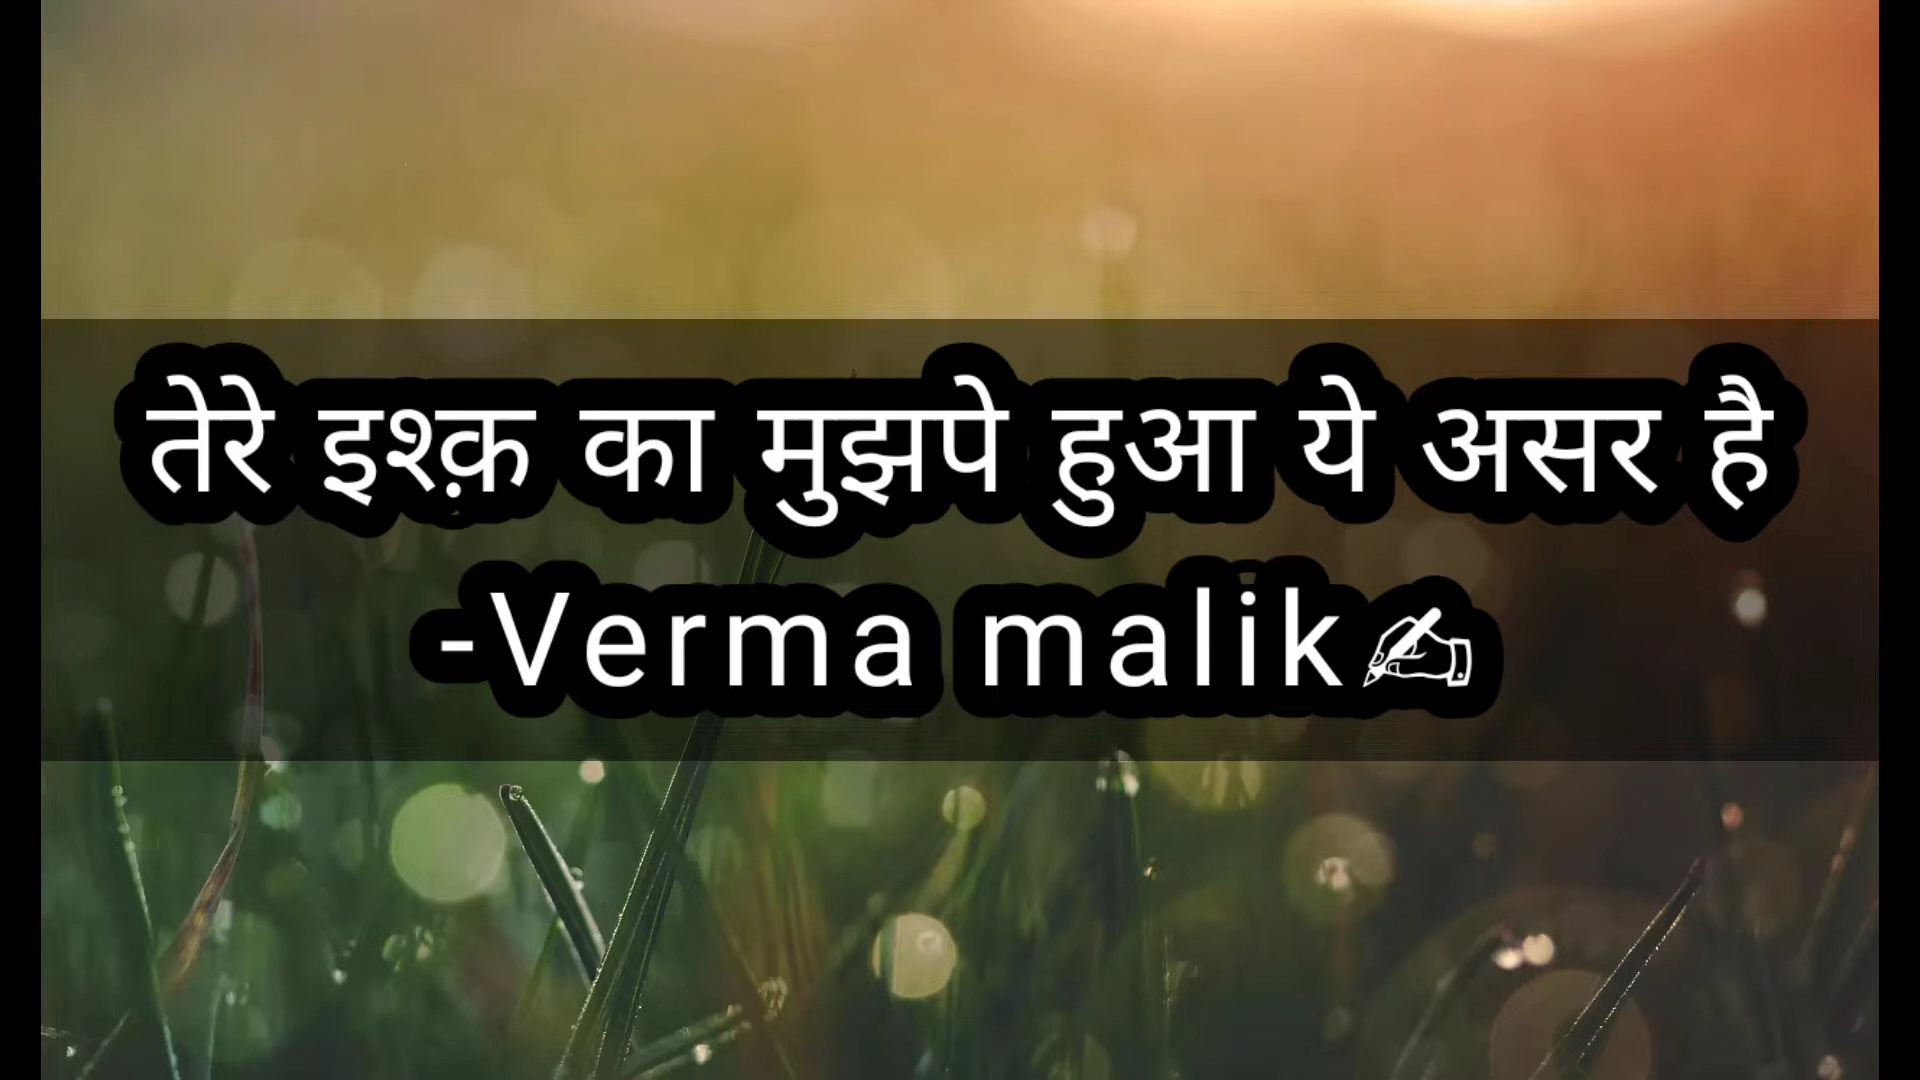 तेरे इश्क़ का मुझपे हुआ ये असर है
-Verma malik✍